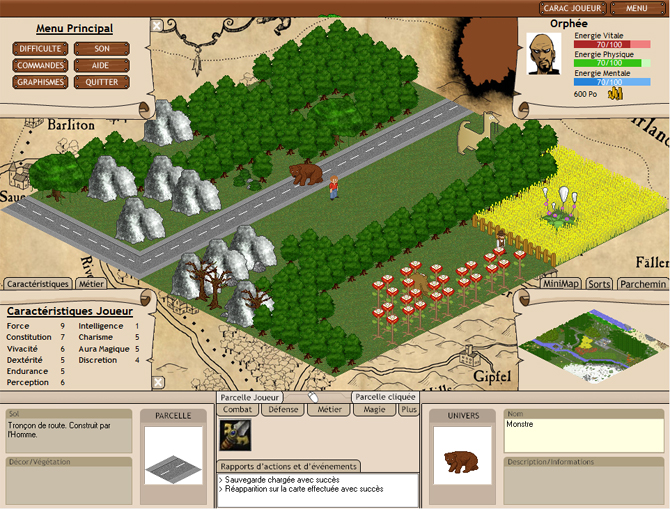 CARAC JOUEUR
MENU
Menu Principal
DIFFICULTE
SON
COMMANDES
AIDE
GRAPHISMES
QUITTER
Orphée
Energie Vitale
70/100
Energie Physique
70/100
Energie Mentale
70/100
600 Po
Barliton
Caractéristiques
Métier
MiniMap
Sorts
Parchemin
Caractéristiques Joueur
Force 9
Intelligence 1
Constitution 7
Charisme 5
Vivacité 6
Aura Magique 5
Dextérité 5
Discretion 4
Endurance 5
Perception 6
Gipfel
Parcelle Joueur
Parcelle cliquée
Combat
Défense
Métier
Magie
Plus
Sol
Tronçon de route. Construit par
l'Homme.
Décor/Végétation
PARCELLE
Rapports d'actions et d'événements
> Sauvegarde chargée avec succès
> Réapparition sur la carte effectuée avec succès
UNIVERS
Nom
Monstre
Description/Informations